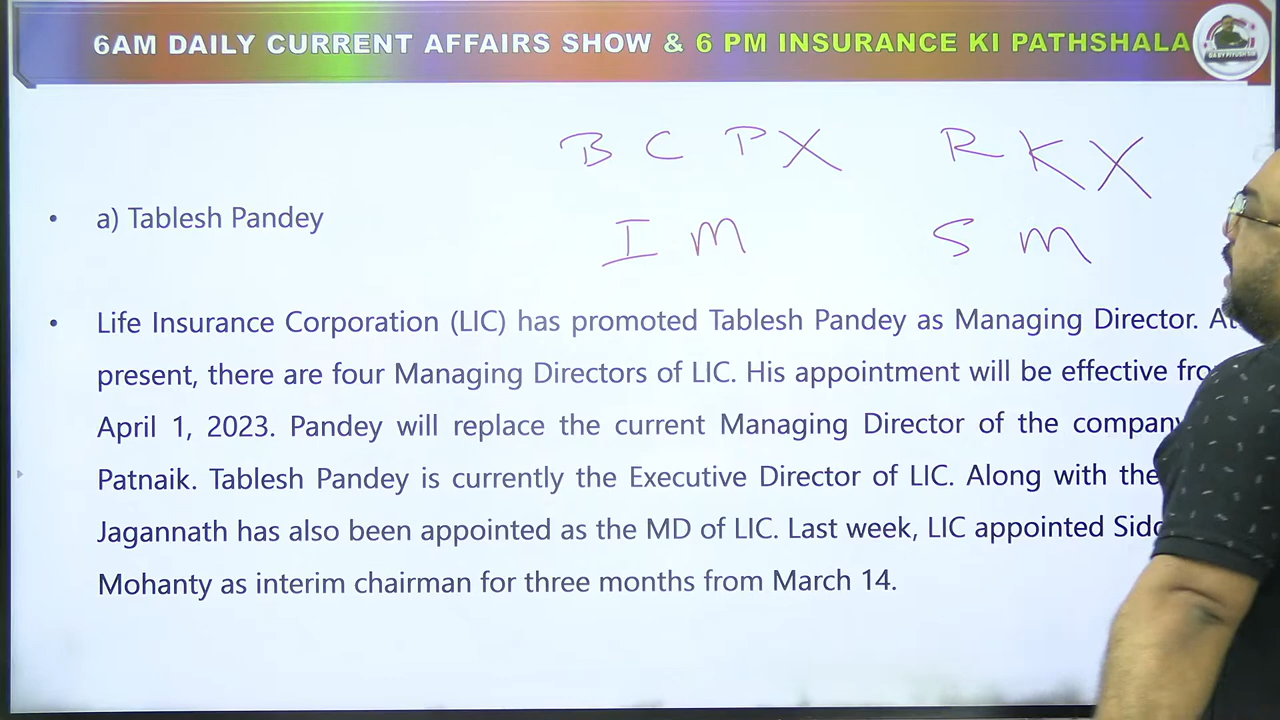 6AM DAILY CURRENT AFFAIRS SHOW & 6 PM INSURANCE KI PATHSHALA
B C P X R K X
• a) Tablesh Pandey
I M S M
• Life Insurance Corporation (LIC) has promoted Tablesh Pandey as Managing Director. At
present, there are four Managing Directors of LIC. His appointment will be effective
April 1, 2023. Pandey will replace the current Managing Director of the company
Patnaik. Tablesh Pandey is currently the Executive Director of LIC. Along with
Jagannath has also been appointed as the MD of LIC. Last week, LIC appointed
Mohanty as interim chairman for three months from March 14.